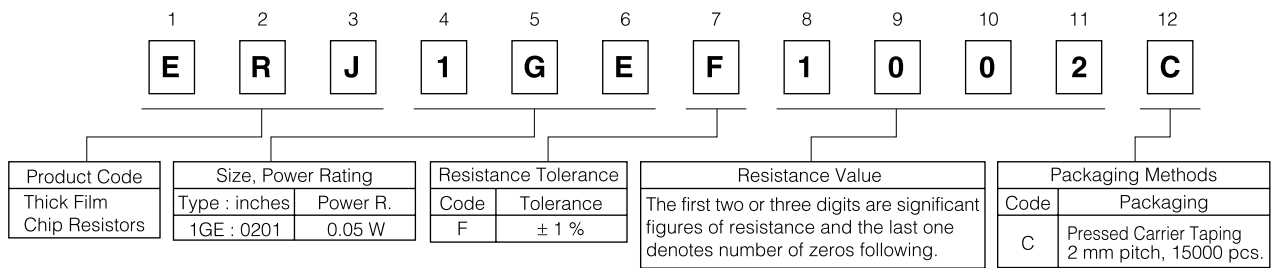 1 2 3 4 5 6 7 8 9 10 11 12
E R J 1 G E F 1 0 0 2 C
Product Code
Thick Film
Chip Resistors
Size, Power Rating
Type : inches Power R.
1GE : 0201 0.05 W
Resistance Tolerance
Code Tolerance
F ± 1 %
Resistance Value
The first two or three digits are significant
figures of resistance and the last one
denotes number of zeros following.
Packaging Methods
Code Packaging
C Pressed Carrier Taping
2 mm pitch, 15000 pcs.